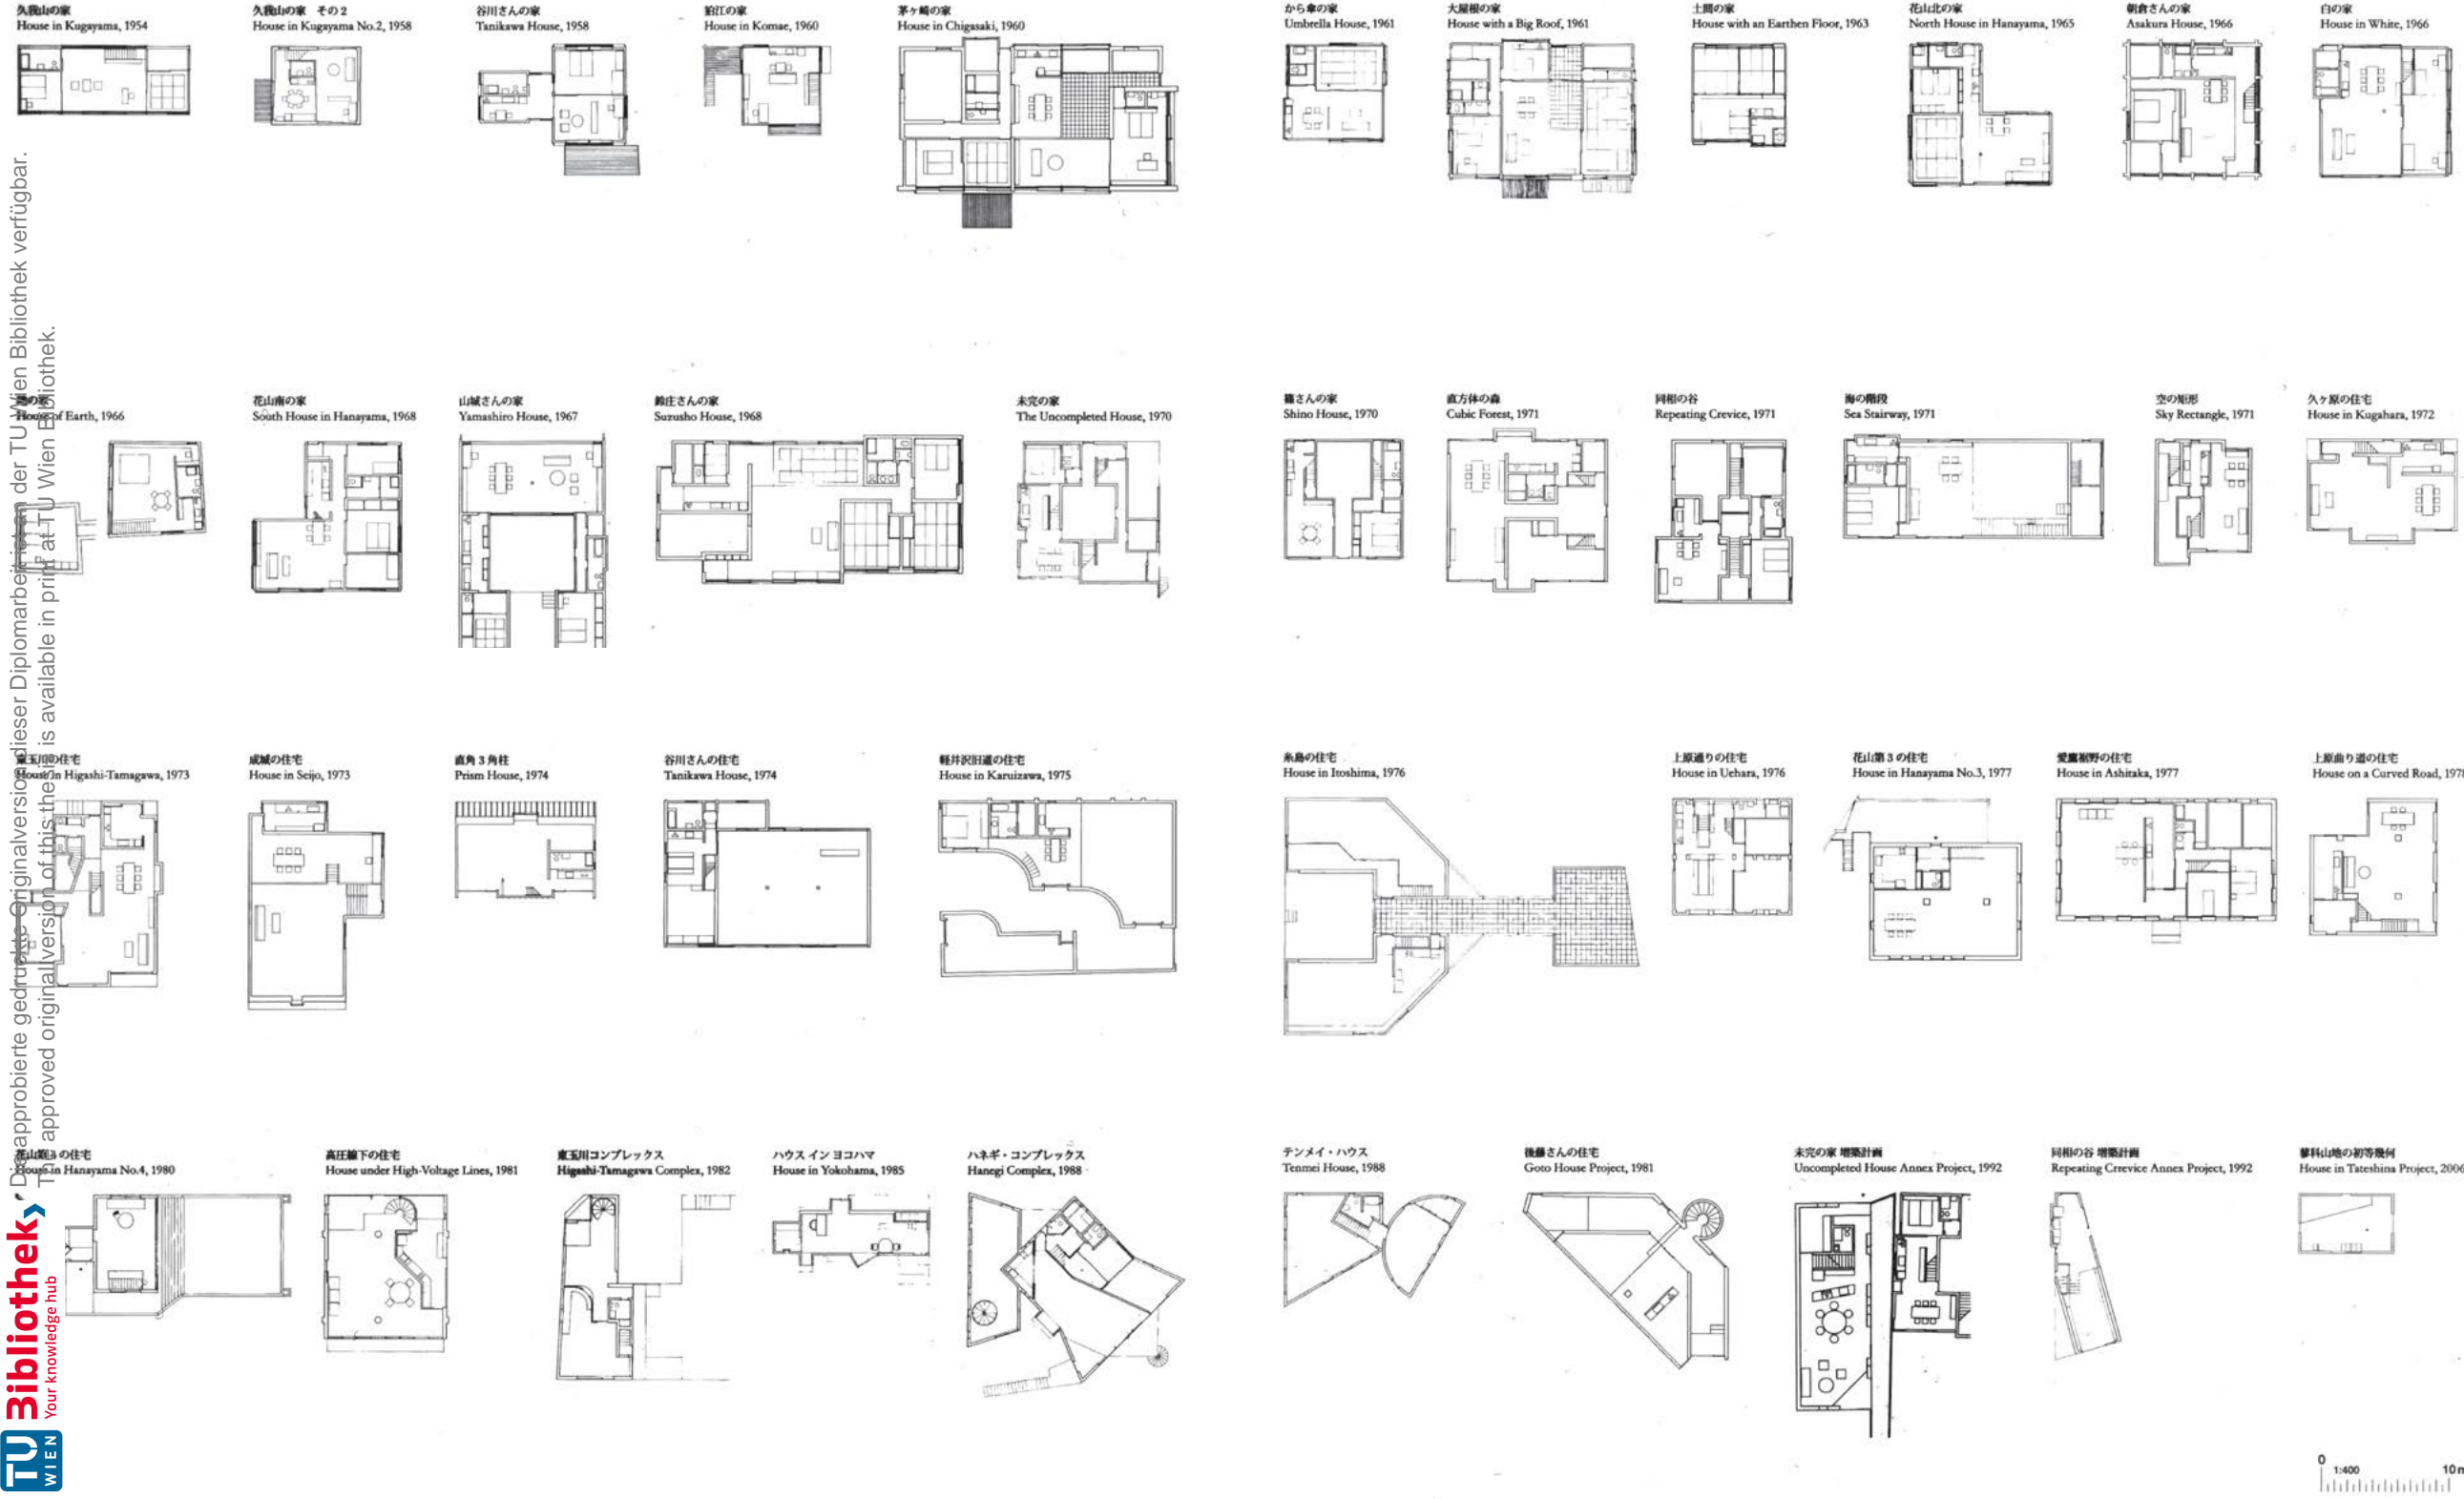 久我山の家
House in Kugayama, 1954
久我山の家 その2
House in Kugayama No.2, 1958
谷川さんの家
Tanikawa House, 1958
狛江の家
House in Komae, 1960
茅ヶ崎の家
House in Chigasaki, 1960
から傘の家
Umbrella House, 1961
大屋根の家
House with a Big Roof, 1961
土間の家
House with an Earthen Floor, 1963
花山北の家
North House in Hanayama, 1965
朝倉さんの家
Asakura House, 1966
白の家
House in White, 1966
の家
House of Earth, 1966
花山南の家
South House in Hanayama, 1968
山城さんの家
Yamashiro House, 1967
鈴庄さんの家
Suzusho House, 1968
未完の家
The Uncompleted House, 1970
篠さんの家
Shino House, 1970
直方体の森
Cubic Forest, 1971
同相の谷
Repeating Crevice, 1971
海の階段
Sea Stairway, 1971
空の矩形
Sky Rectangle, 1971
久ヶ原の住宅
House in Kugahara, 1972
東玉川の住宅
House in Higashi-Tamagawa, 1973
成城の住宅
House in Seijo, 1973
直角3角柱
Prism House, 1974
谷川さんの住宅
Tanikawa House, 1974
軽井沢旧道の住宅
House in Karuizawa, 1975
糸島の住宅
House in Itoshima, 1976
上原通りの住宅
House in Uehara, 1976
花山第3の住宅
House in Hanayama No.3, 1977
愛鷹裾野の住宅
House in Ashitaka, 1977
上原曲り道の住宅
House on a Curved Road, 1978
花山第4の住宅
House in Hanayama No.4, 1980
高圧線下の住宅
House under High-Voltage Lines, 1981
東玉川コンプレックス
Higashi-Tamagawa Complex, 1982
ハウス イン ヨコハマ
House in Yokohama, 1985
ハネギ・コンプレックス
Hanegi Complex, 1988
テンメイ・ハウス
Tenmei House, 1988
後藤さんの住宅
Goto House Project, 1981
未完の家 増築計画
Uncompleted House Annex Project, 1992
同相の谷 増築計画
Repeating Crrevice Annex Project, 1992
蓼科山地の初等幾何
House in Tateshina Project, 2006
0 10 m
1:400
Die approbierte gedruckte Originalversion dieser Diplomarbeit ist an der TU Wien Bibliothek verfügbar.
The approved original version of this thesis is available in print at TU Wien Bibliothek.
TU WIEN Bibliothek
Your knowledge hub